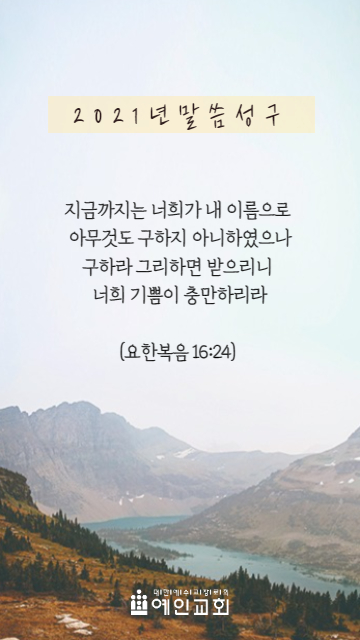 2021년말씀성구
지금까지는 너희가 내 이름으로
아무것도 구하지 아니하였으나
구하라 그리하면 받으리니
너희 기쁨이 충만하리라
(요한복음 16:24)
예인교회